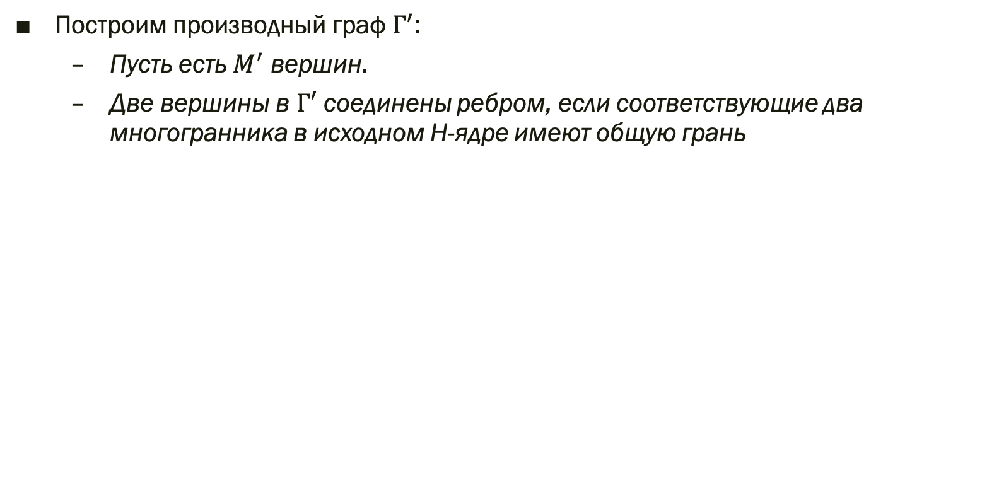 ▪ Построим производный граф Γ′:
– Пусть есть M′ вершин.
– Две вершины в Γ′ соединены ребром, если соответствующие два
многогранника в исходном Н-ядре имеют общую грань